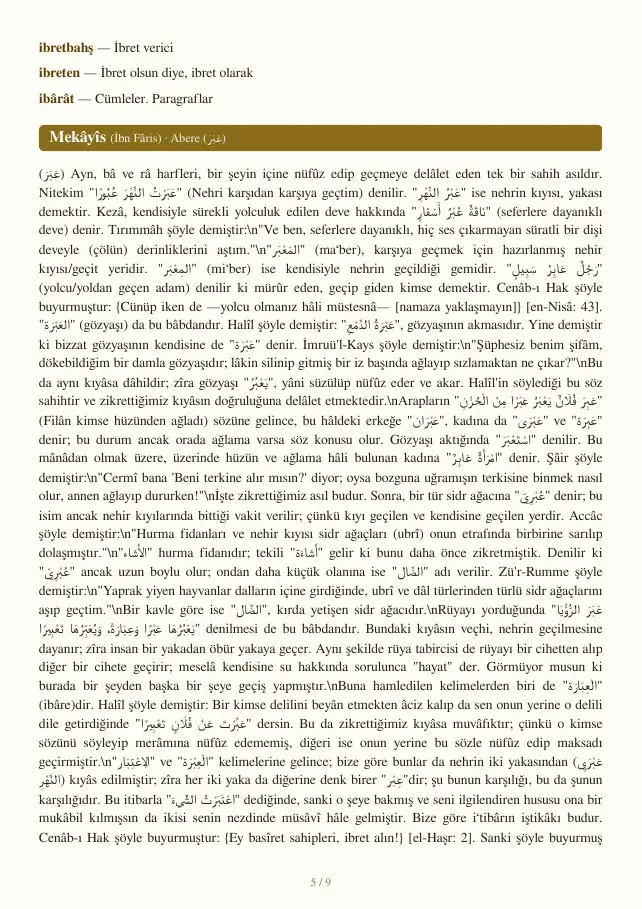 ibretbahş — İbret verici
ibreten — İbret olsun diye, ibret olarak
ibârât — Cümleler. Paragraflar
Mekâyîs (İbn Fâris) · Abere (عَبَرَ)
(عَبَرَ) Ayn, bâ ve râ harfleri, bir şeyin içine nüfûz edip geçmeye delâlet eden tek bir sahih asıldır.
Nitekim "عَبَرْتُ النَّهْرَ عُبُورًا" (Nehri karşıdan karşıya geçtim) denilir. "عَبْرُ النَّهْرِ" ise nehrin kıyısı, yakası
demektir. Kezâ, kendisiyle sürekli yolculuk edilen deve hakkında "نَاقَةٌ عُبْرُ أَسْفَارٍ" (seferlere dayanıklı
deve) denir. Tırımmâh şöyle demiştir:\n"Ve ben, seferlere dayanıklı, hiç ses çıkarmayan süratli bir dişi
deveyle (çölün) derinliklerini aştım."\n"المَعْبَر" (ma‘ber), karşıya geçmek için hazırlanmış nehir
kıyısı/geçit yeridir. "المِعْبَر" (mi‘ber) ise kendisiyle nehrin geçildiği gemidir. "رَجُلٌ عَابِرُ سَبِيلٍ"
(yolcu/yoldan geçen adam) denilir ki mürûr eden, geçip giden kimse demektir. Cenâb-ı Hak şöyle
buyurmuştur: {Cünüp iken de —yolcu olmanız hâli müstesnâ— [namaza yaklaşmayın]} [en-Nisâ: 43].
"العَبْرَة" (gözyaşı) da bu bâbdandır. Halîl şöyle demiştir: "عَبْرَةُ الدَّمْعِ", gözyaşının akmasıdır. Yine demiştir
ki bizzat gözyaşının kendisine de "عَبْرَة" denir. İmruü'l-Kays şöyle demiştir:\n"Şüphesiz benim şifâm,
dökebildiğim bir damla gözyaşıdır; lâkin silinip gitmiş bir iz başında ağlayıp sızlamaktan ne çıkar?"\nBu
da aynı kıyâsa dâhildir; zîra gözyaşı "يَعْبُرُ", yâni süzülüp nüfûz eder ve akar. Halîl'in söylediği bu söz
sahihtir ve zikrettiğimiz kıyasın doğruluğuna delâlet etmektedir.\nArapların "عَبِرَ فُلَانٌ يَعْبَرُ عَبَرًا مِنَ الْحُزْنِ"
(Filân kimse hüzünden ağladı) sözüne gelince, bu hâldeki erkeğe "عَبْرَان", kadına da "عَبْرَى" ve "عَبِرَة"
denir; bu durum ancak orada ağlama varsa söz konusu olur. Gözyaşı aktığında "اسْتَعْبَرَ" denilir. Bu
mânâdan olmak üzere, üzerinde hüzün ve ağlama hâli bulunan kadına "امْرَأَةٌ عَابِرٌ" denir. Şâir şöyle
demiştir:\n"Cermî bana 'Beni terkine alır mısın?' diyor; oysa bozguna uğramışın terkisine binmek nasıl
olur, annen ağlayıp dururken!"\nİşte zikrettiğimiz asıl budur. Sonra, bir tür sidr ağacına "عُبْرِيّ" denir; bu
isim ancak nehir kıyılarında bittiği vakit verilir; çünkü kıyı geçilen ve kendisine geçilen yerdir. Accâc
şöyle demiştir:\n"Hurma fidanları ve nehir kıyısı sidr ağaçları (ubrî) onun etrafında birbirine sarılıp
dolaşmıştır."\n"الأَشَاء" hurma fidanıdır; tekili "أَشَاءَة" gelir ki bunu daha önce zikretmiştik. Denilir ki
"عُبْرِيّ" ancak uzun boylu olur; ondan daha küçük olanına ise "الضَّال" adı verilir. Zü'r-Rumme şöyle
demiştir:\n"Yaprak yiyen hayvanlar dalların içine girdiğinde, ubrî ve dâl türlerinden türlü sidr ağaçlarını
aşıp geçtim."\nBir kavle göre ise "الضَّال", kırda yetişen sidr ağacıdır.\nRüyayı yorduğunda "عَبَرَ الرُّؤْيَا
يَعْبُرُهَا عَبْرًا وَعِبَارَةً، وَيُعَبِّرُهَا تَعْبِيرًا" denilmesi de bu bâbdandır. Bundaki kıyâsın veçhi, nehrin geçilmesine
dayanır; zîra insan bir yakadan öbür yakaya geçer. Aynı şekilde rüya tabircisi de rüyayı bir cihetten alıp
diğer bir cihete geçirir; meselâ kendisine su hakkında sorulunca "hayat" der. Görmüyor musun ki
burada bir şeyden başka bir şeye geçiş yapmıştır.\nBuna hamledilen kelimelerden biri de "الْعِبَارَة"
(ibâre)dir. Halîl şöyle demiştir: Bir kimse delilini beyân etmekten âciz kalıp da sen onun yerine o delili
dile getirdiğinde "عَبَّرْت عَنْ فُلَانٍ تَعْبِيرًا" dersin. Bu da zikrettiğimiz kıyâsa muvâfıktır; çünkü o kimse
sözünü söyleyip merâmına nüfûz edememiş, diğeri ise onun yerine bu sözle nüfûz edip maksadı
geçirmiştir.\n"الِاعْتِبَار" ve "الْعِبْرَة" kelimelerine gelince; bize göre bunlar da nehrin iki yakasından (عَبْرَيِ
النَّهْرِ) kıyâs edilmiştir; zîra her iki yaka da diğerine denk birer "عِبْر"dir; şu bunun karşılığı, bu da şunun
karşılığıdır. Bu itibarla "اعْتَبَرْتُ الشَّيْءَ" dediğinde, sanki o şeye bakmış ve seni ilgilendiren hususu ona bir
mukâbil kılmışsın da ikisi senin nezdinde müsâvî hâle gelmiştir. Bize göre i‘tibârın iştikâkı budur.
Cenâb-ı Hak şöyle buyurmuştur: {Ey basîret sahipleri, ibret alın!} [el-Haşr: 2]. Sanki şöyle buyurmuş
5 / 9